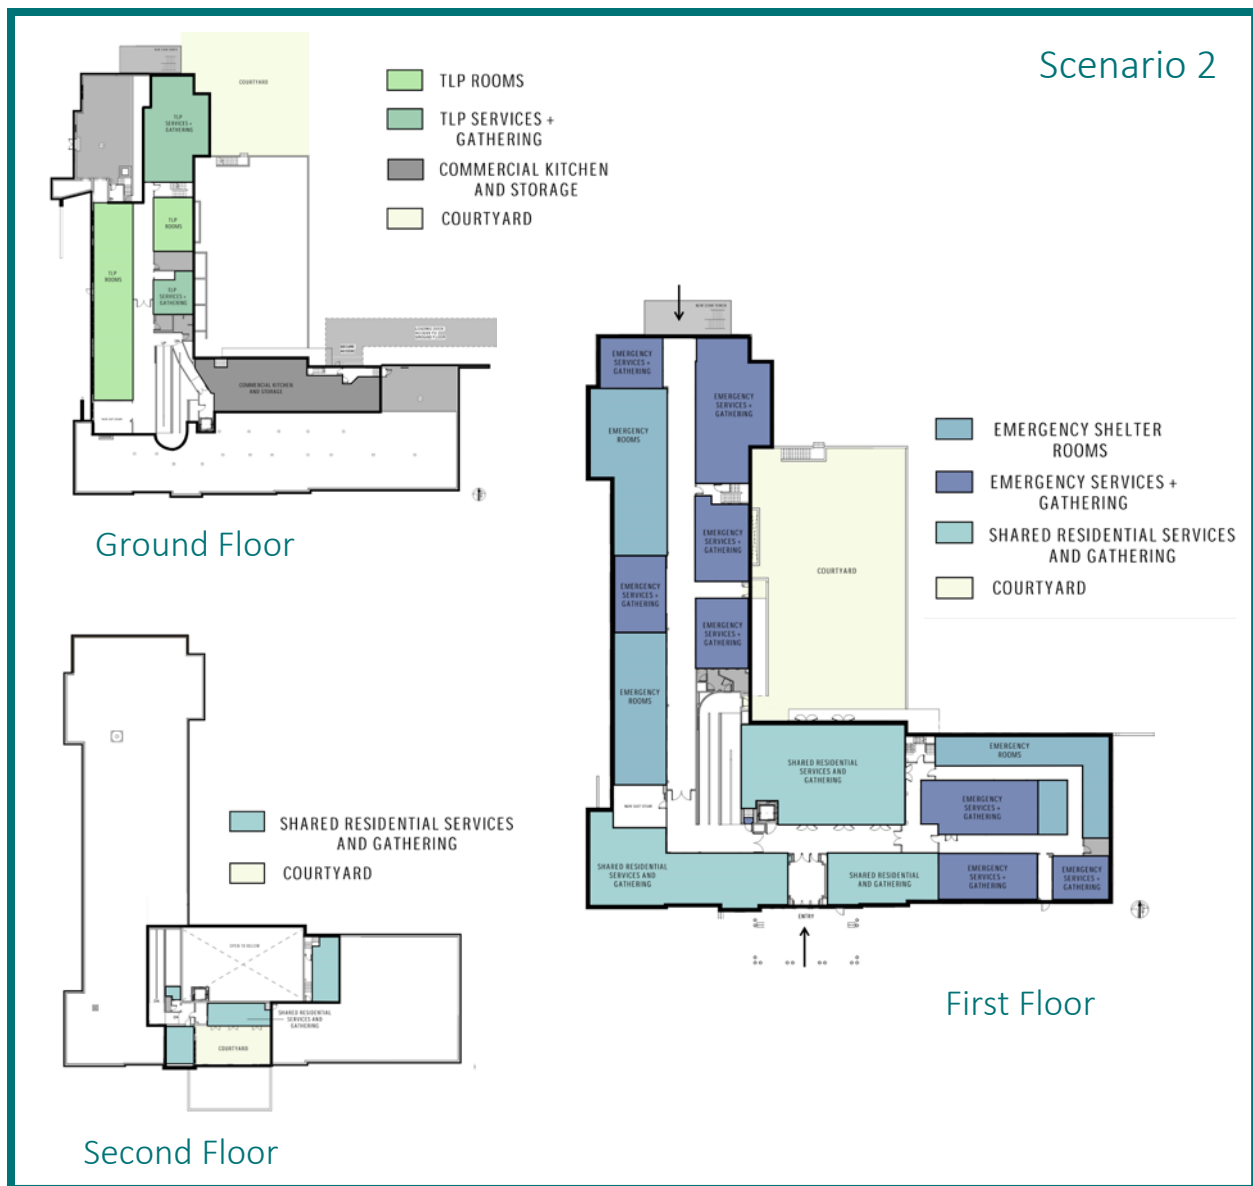 Scenario 2
COURTYARD
TLP
SERVICES +
GATHERING
TLP
ROOMS
TLP
ROOMS
TLP
SERVICES +
GATHERING
COMMERCIAL KITCHEN
AND STORAGE
TLP ROOMS
TLP SERVICES +
GATHERING
COMMERCIAL KITCHEN
AND STORAGE
COURTYARD
Ground Floor
EMERGENCY
SERVICES +
GATHERING
EMERGENCY
SERVICES +
GATHERING
EMERGENCY
ROOMS
EMERGENCY
SERVICES +
GATHERING
EMERGENCY
SERVICES +
GATHERING
EMERGENCY
SERVICES +
GATHERING
EMERGENCY
ROOMS
COURTYARD
SHARED RESIDENTIAL
SERVICES AND
GATHERING
EMERGENCY
ROOMS
EMERGENCY
SERVICES +
GATHERING
SHARED RESIDENTIAL
SERVICES AND
GATHERING
SHARED RESIDENTIAL
AND GATHERING
EMERGENCY
SERVICES +
GATHERING
EMERGENCY
SERVICES +
GATHERING
ENTRY
EMERGENCY SHELTER
ROOMS
EMERGENCY SERVICES +
GATHERING
SHARED RESIDENTIAL SERVICES
AND GATHERING
COURTYARD
First Floor
SHARED RESIDENTIAL SERVICES
AND GATHERING
COURTYARD
OPEN TO BELOW
SHARED RESIDENTIAL
SERVICES AND
GATHERING
COURTYARD
Second Floor